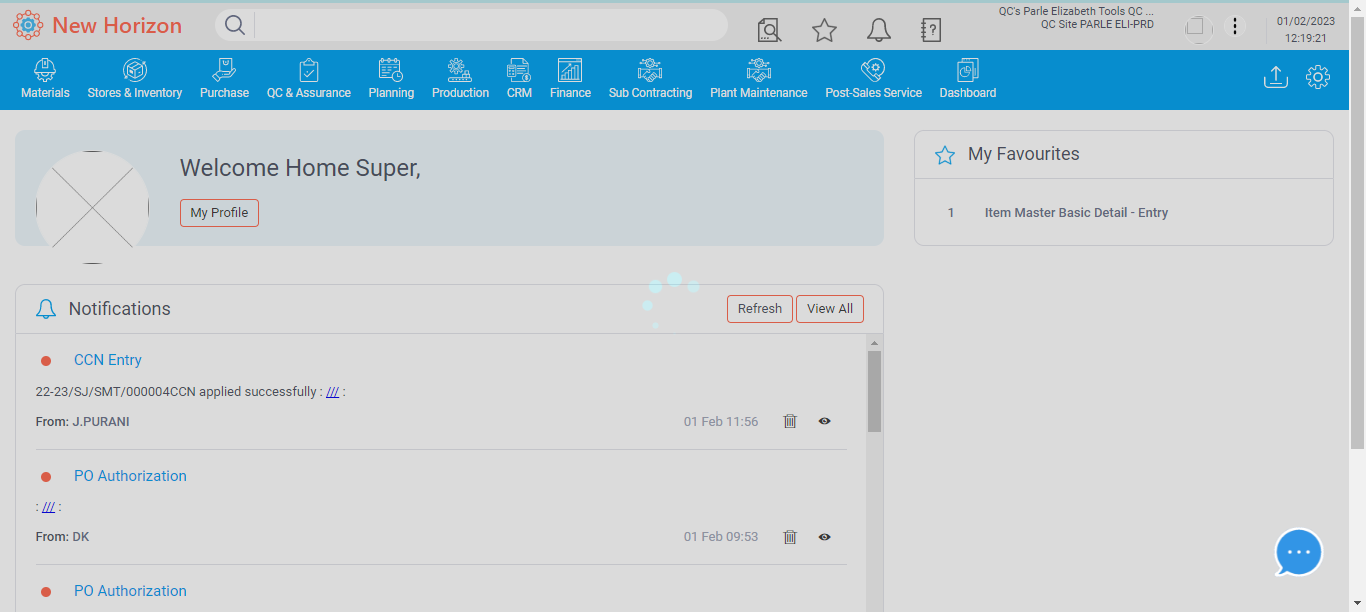 New Horizon
QC's Parle Elizabeth Tools QC ...
QC Site PARLE ELI-PRD
01/02/2023
12:19:21
Materials
Stores & Inventory
Purchase
QC & Assurance
Planning
Production
CRM
Finance
Sub Contracting
Plant Maintenance
Post-Sales Service
Dashboard
Welcome Home Super,
My Profile
My Favourites
1 Item Master Basic Detail - Entry
Notifications
Refresh
View All
CCN Entry
22-23/SJ/SMT/000004CCN applied successfully : /// :
From: J.PURANI
01 Feb 11:56
PO Authorization
: /// :
From: DK
01 Feb 09:53
PO Authorization